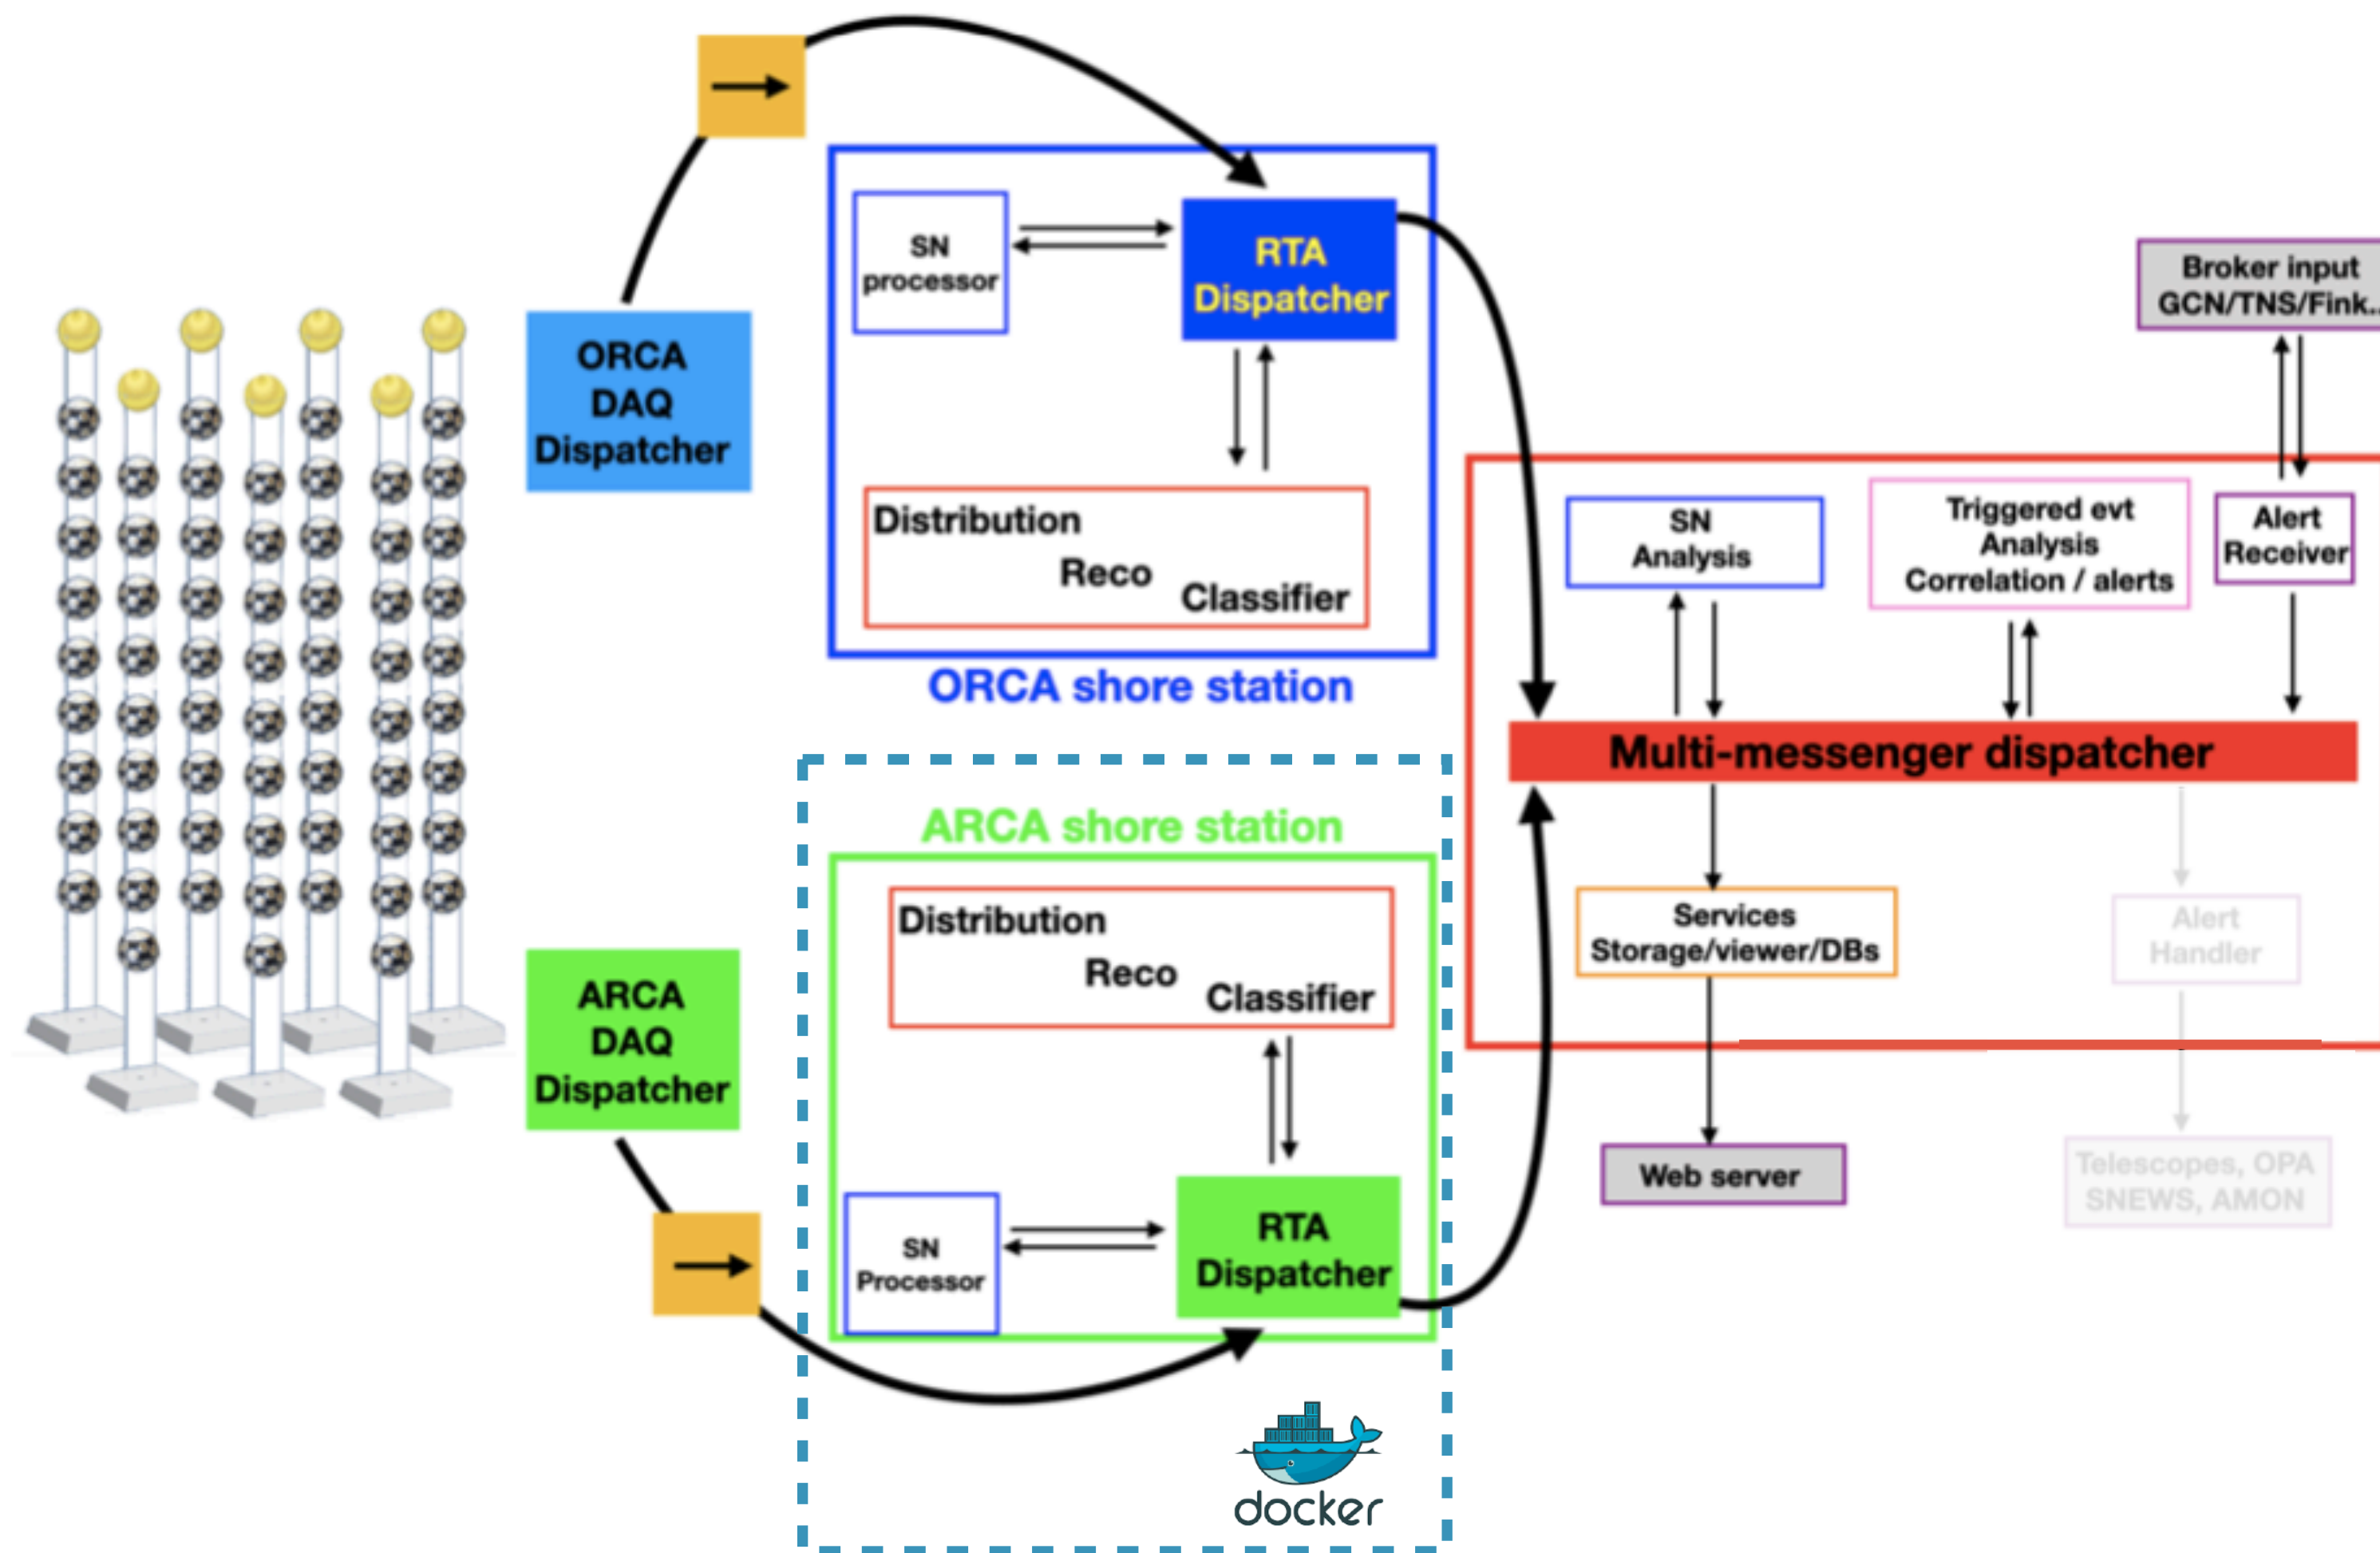 ORCA
DAQ
Dispatcher
SN
processor
RTA
Dispatcher
Distribution
Reco
Classifier
ORCA shore station
ARCA shore station
Distribution
Reco
Classifier
ARCA
DAQ
Dispatcher
SN
Processor
RTA
Dispatcher
docker
Broker input
GCN/TNS/Fink..
SN
Analysis
Triggered evt
Analysis
Correlation / alerts
Alert
Receiver
Multi-messenger dispatcher
Services
Storage/viewer/DBs
Alert
Handler
Web server
Telescopes, OPA
SNEWS, AMON